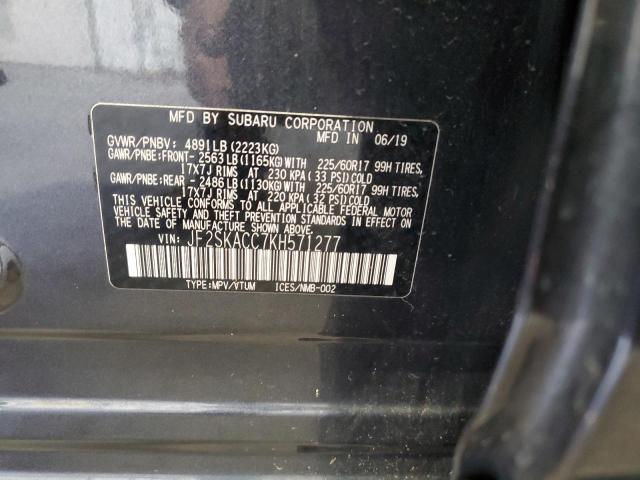 MFD BY SUBARU CORPORATION
GVWR/PNBV: 4891LB (2223KG) MFD IN 06/19
GAWR/PNBE:FRONT- 2563LB(1165KG)WITH 225/60R17 99H TIRES,
17X7J RIMS AT 230 KPA(33 PSI)COLD
GAWR/PNBE:REAR -2486LB(1130KG)WITH 225/60R17 99H TIRES,
17X7J RIMS AT 220 KPA(32 PSI)COLD
THIS VEHICLE CONFORMS TO ALL APPLICABLE FEDERAL MOTOR
VEHICLE SAFETY AND THEFT PREVENTION STANDARDS IN EFFECT
ON THE DATE OF MANUFACTURE SHOWN ABOVE.
VIN: JF2SKACC7KH571277
TYPE:MPV/VTUM ICES/NMB-002